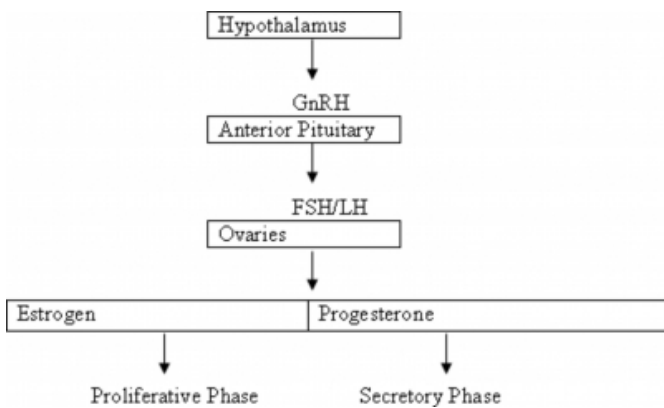 Hypothalamus
GnRH
Anterior Pituitary
FSH/LH
Ovaries
Estrogen
Progesterone
Proliferative Phase
Secretory Phase